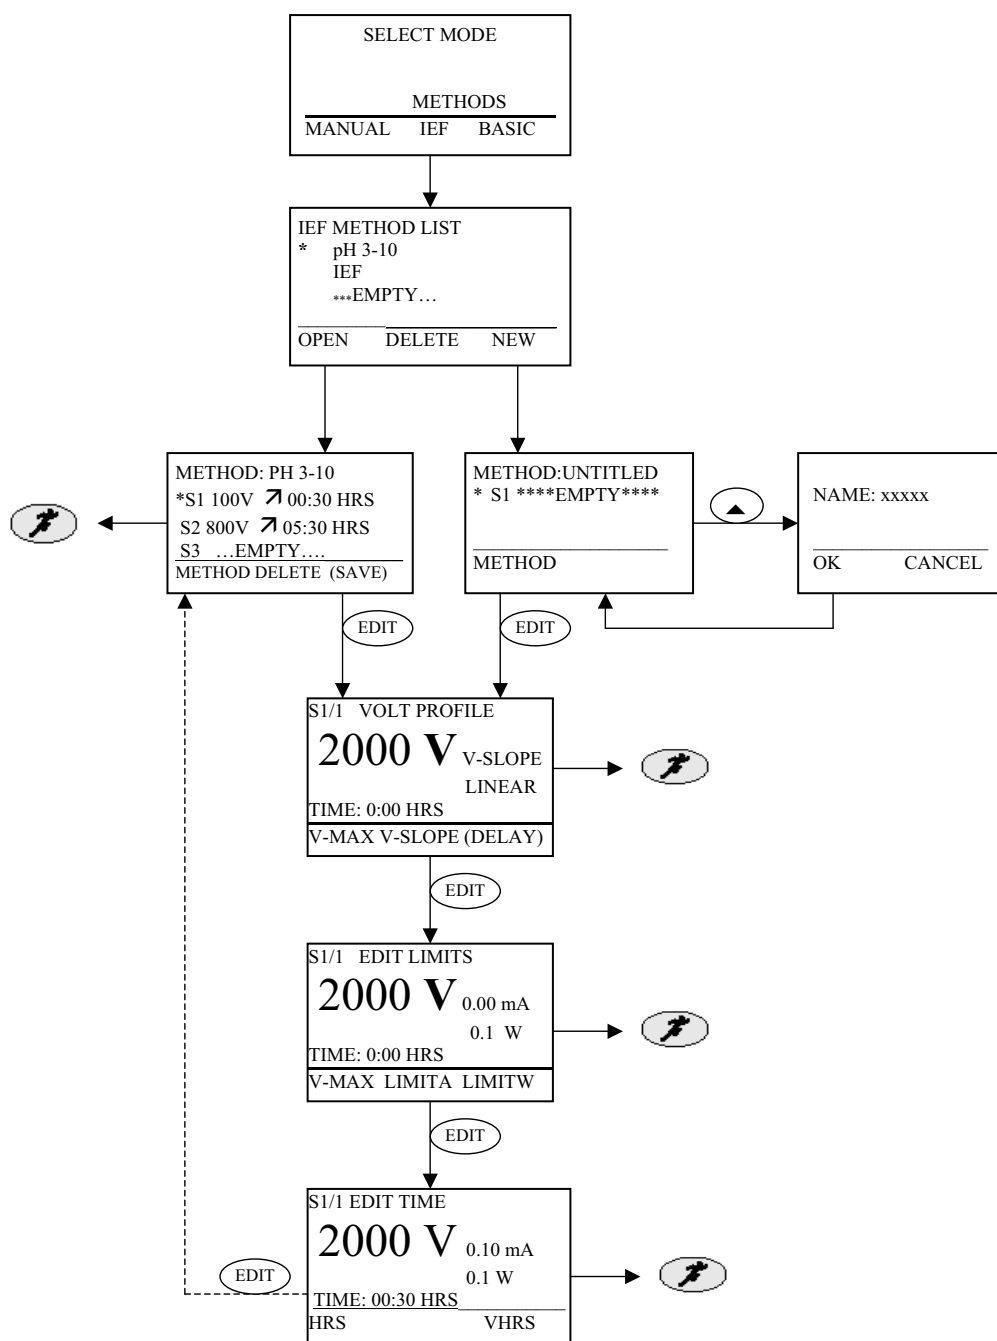 SELECT MODE
METHODS
MANUAL IEF BASIC
IEF METHOD LIST
* pH 3-10
IEF
***EMPTY...
OPEN DELETE NEW
METHOD: PH 3-10
*S1 100V 00:30 HRS
S2 800V 05:30 HRS
S3 ...EMPTY....
METHOD DELETE (SAVE)
METHOD:UNTITLED
* S1 ****EMPTY****
METHOD
NAME: xxxxx
OK CANCEL
EDIT
EDIT
S1/1 VOLT PROFILE
2000 V V-SLOPE
LINEAR
TIME: 0:00 HRS
V-MAX V-SLOPE (DELAY)
EDIT
S1/1 EDIT LIMITS
2000 V 0.00 mA
0.1 W
TIME: 0:00 HRS
V-MAX LIMITA LIMITW
EDIT
S1/1 EDIT TIME
2000 V 0.10 mA
0.1 W
TIME: 00:30 HRS
HRS VHRS
EDIT